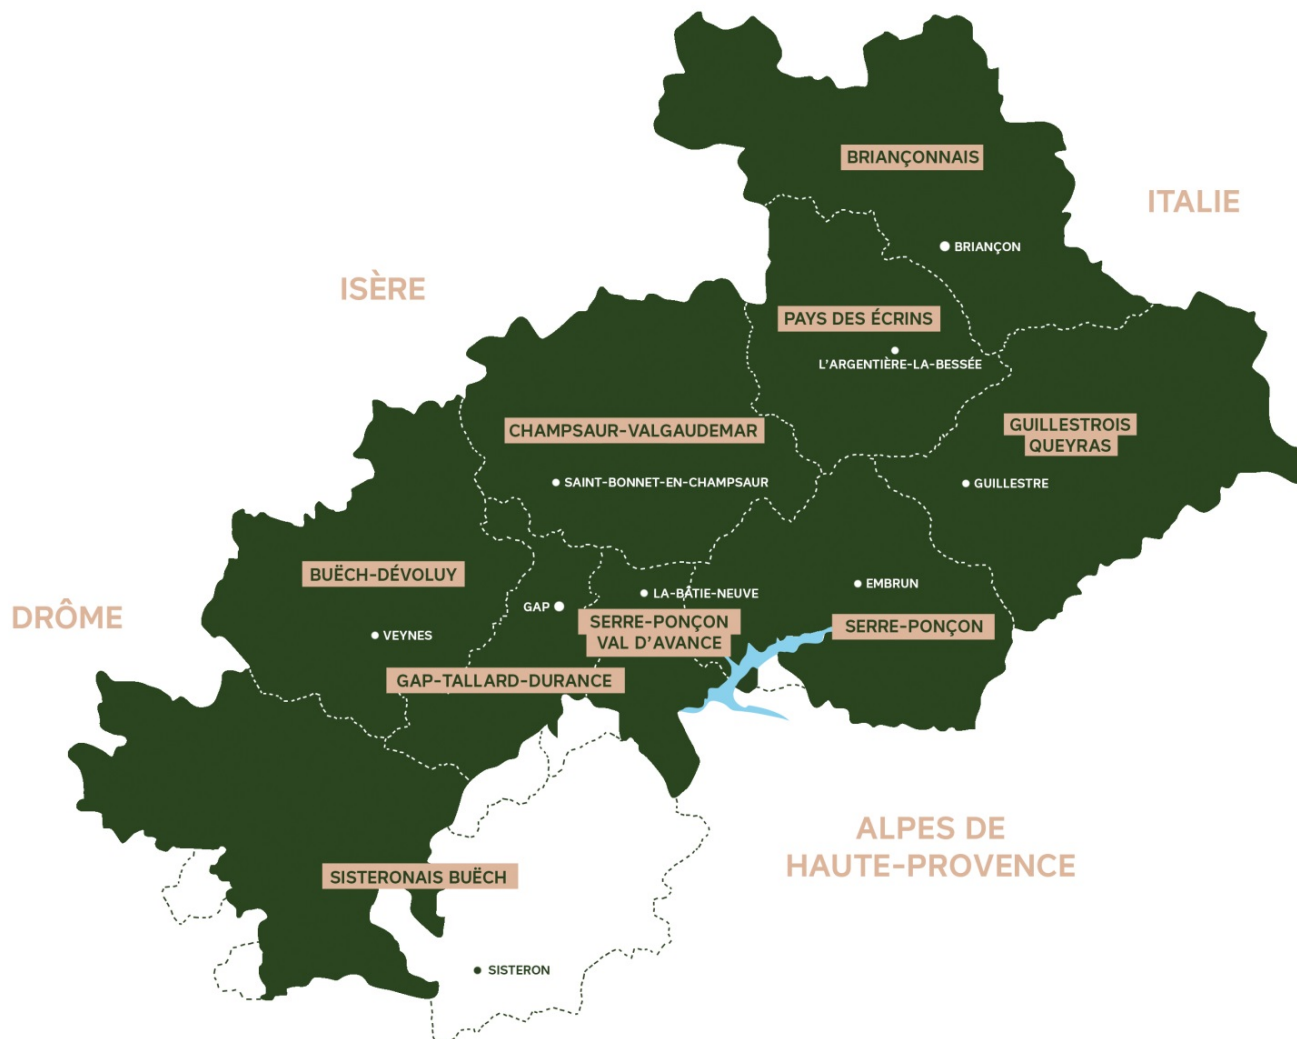 BRIANÇONNAIS
ITALIE
BRIANÇON
ISÈRE
PAYS DES ÉCRINS
L'ARGENTIÈRE-LA-BESSÉE
CHAMPSAUR-VALGAUDEMAR
GUILLESTROIS
QUEYRAS
SAINT-BONNET-EN-CHAMPSAUR
GUILLESTRE
BUËCH-DÉVOLUY
EMBRUN
LA-BÂTIE-NEUVE
GAP
DRÔME
SERRE-PONÇON
VAL D'AVANCE
SERRE-PONÇON
VEYNES
GAP-TALLARD-DURANCE
ALPES DE
HAUTE-PROVENCE
SISTERONAIS BUËCH
SISTERON